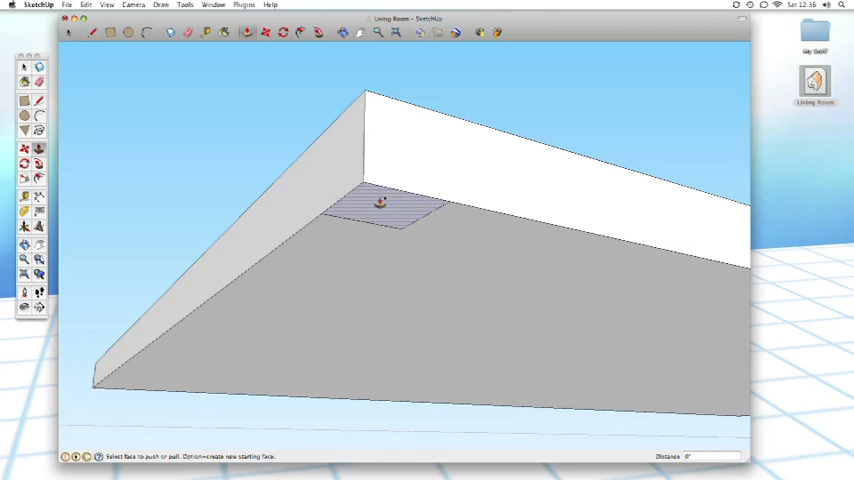 SketchUp File Edit View Camera Draw Tools Window Plugins Help
Sat 12:36
Living Room - SketchUp
My Stuff
Living Room
Select face to push or pull. Option=create new starting face.
Distance 0"